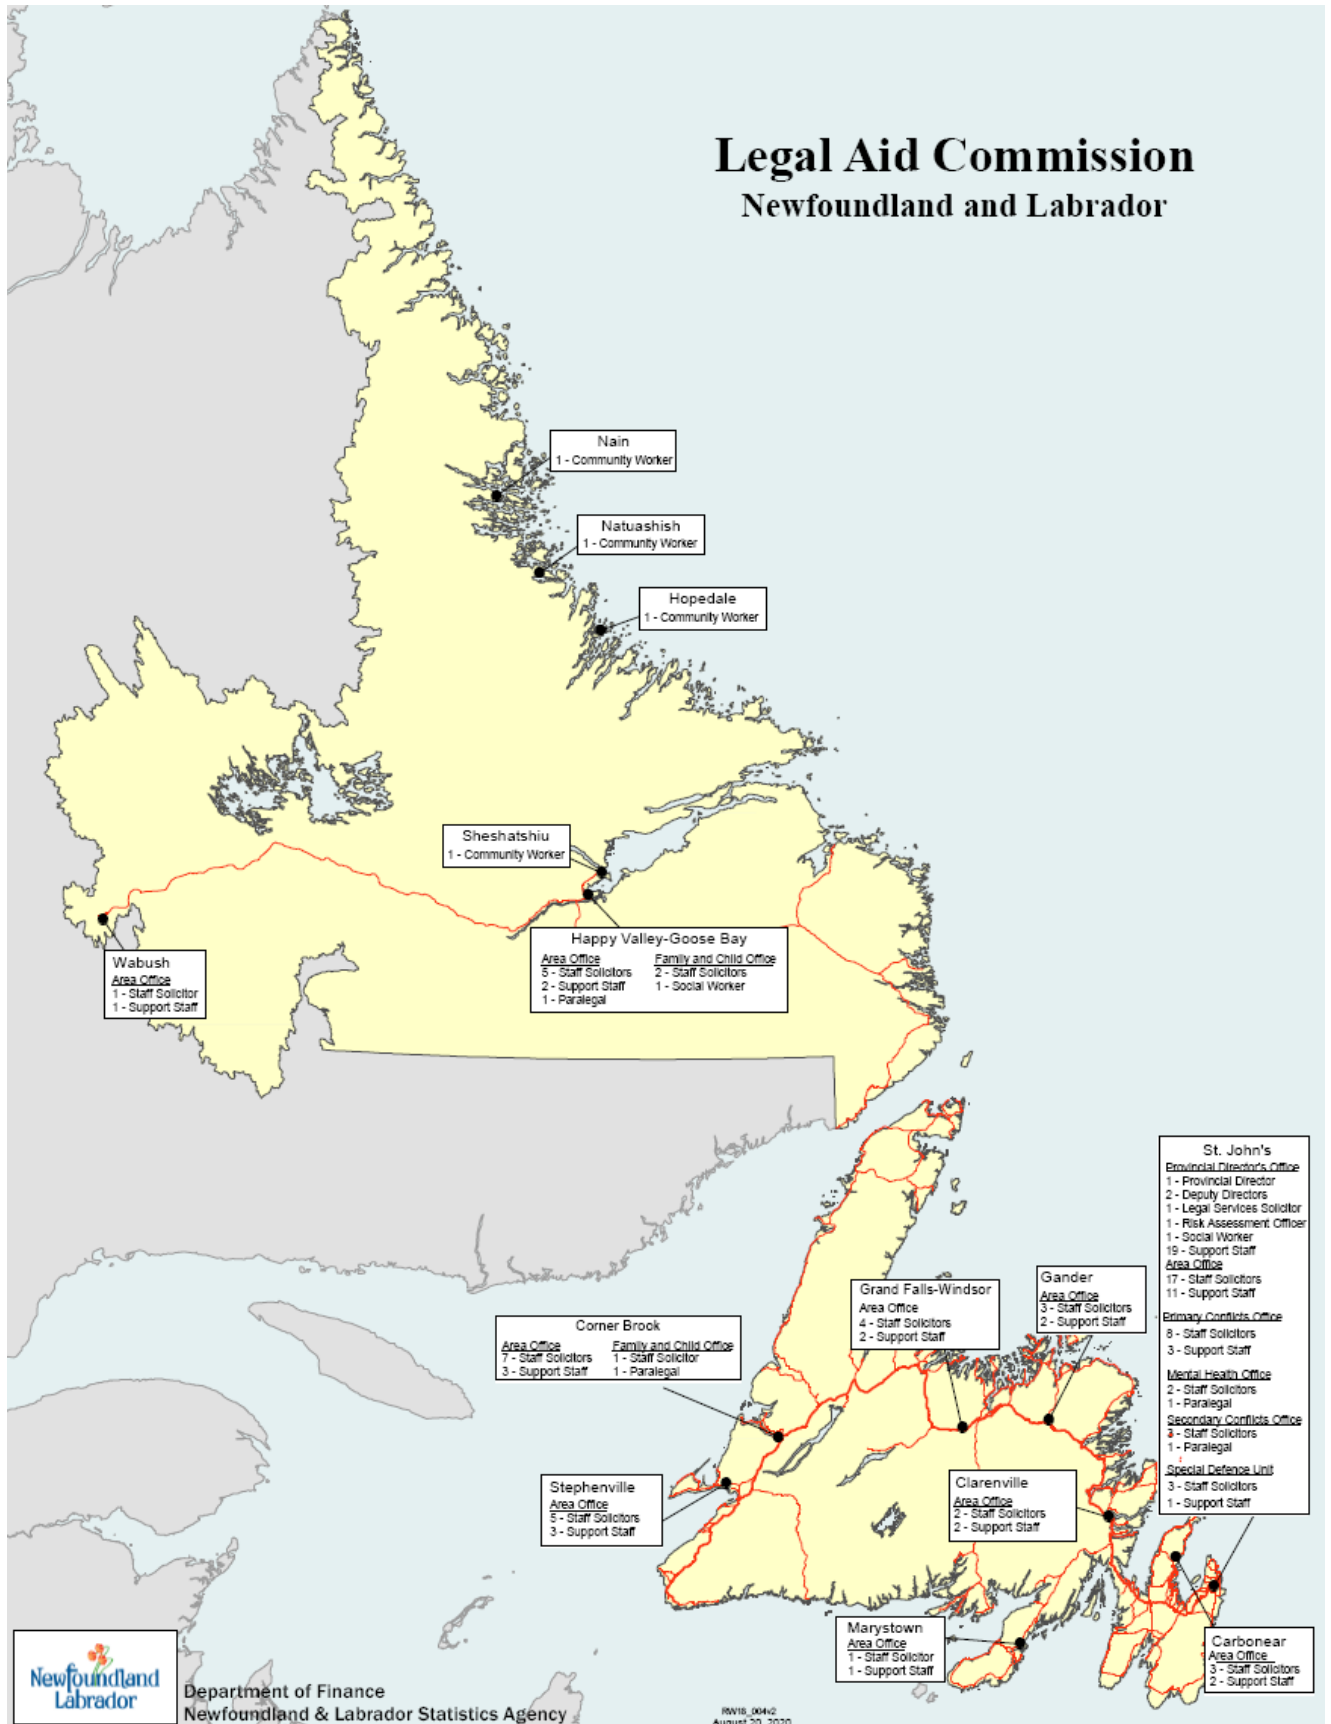 Legal Aid Commission
Newfoundland and Labrador
Nain
1 - Community Worker
Natuashish
1 - Community Worker
Hopedale
1 - Community Worker
Sheshatshiu
1 - Community Worker
Happy Valley-Goose Bay
Area Office
5 - Staff Solicitors
2 - Support Staff
1 - Paralegal
Family and Child Office
2 - Staff Solicitors
1 - Social Worker
Wabush
Area Office
1 - Staff Solicitor
1 - Support Staff
St. John's
Provincial Director's Office
1 - Provincial Director
2 - Deputy Directors
1 - Legal Services Solicitor
1 - Risk Assessment Officer
1 - Social Worker
19 - Support Staff
Area Office
17 - Staff Solicitors
11 - Support Staff
Primary Conflicts Office
8 - Staff Solicitors
3 - Support Staff
Mental Health Office
2 - Staff Solicitors
1 - Paralegal
Secondary Conflicts Office
3 - Staff Solicitors
1 - Paralegal
Special Defence Unit
3 - Staff Solicitors
1 - Support Staff
Gander
Area Office
3 - Staff Solicitors
2 - Support Staff
Grand Falls-Windsor
Area Office
4 - Staff Solicitors
2 - Support Staff
Corner Brook
Area Office
7 - Staff Solicitors
3 - Support Staff
Family and Child Office
1 - Staff Solicitor
1 - Paralegal
Stephenville
Area Office
5 - Staff Solicitors
3 - Support Staff
Clarenville
Area Office
2 - Staff Solicitors
2 - Support Staff
Marystown
Area Office
1 - Staff Solicitor
1 - Support Staff
Carbonear
Area Office
3 - Staff Solicitors
2 - Support Staff
Newfoundland
Labrador
Department of Finance
Newfoundland & Labrador Statistics Agency
RW16_004v2
August 20, 2020